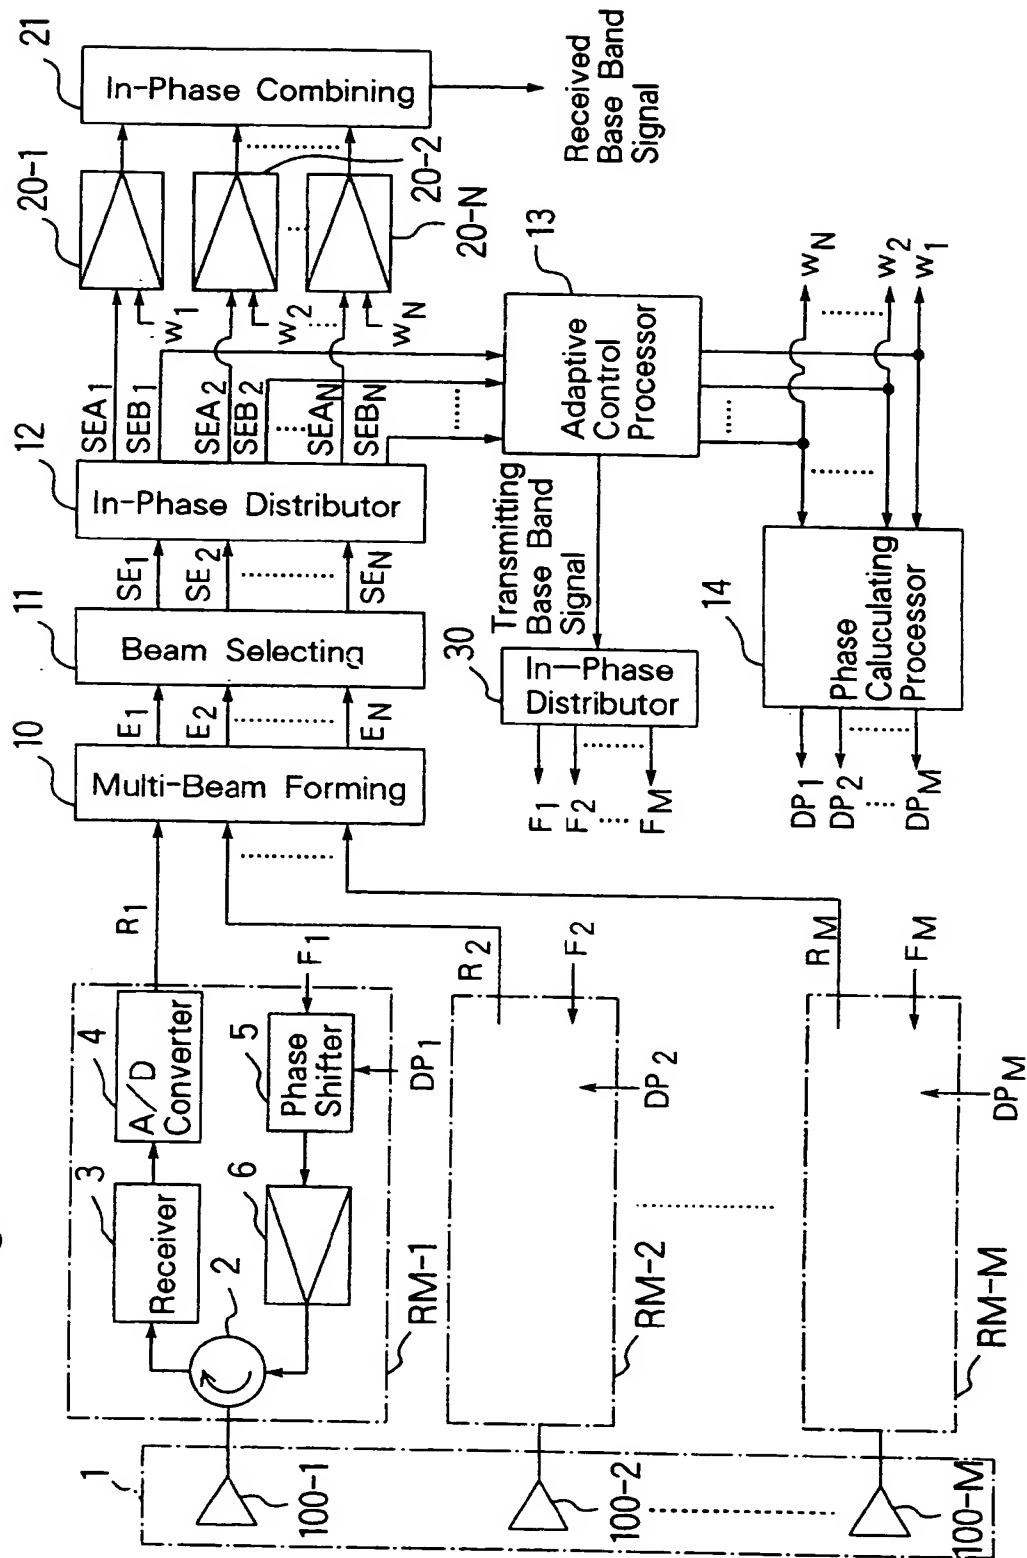 21
In-Phase Combining
Received
Base Band
Signal
20-1
20-2
20-N
W1
W2
WN
SEA1
SEB1
SEA2
SEB2
SEAN
SEBN
12
In-Phase Distributor
SE1
SE2
SEN
11
Beam Selecting
E1
E2
EN
10
Multi-Beam Forming
13
Adaptive
Control
Processor
Transmitting
Base Band
Signal
30
In-Phase
Distributor
F1
F2
FM
WN
W2
W1
14
Phase
Caluculating
Processor
DP1
DP2
DPM
R1
R2
RM
4
A/D
Converter
3
Receiver
2
5
Phase
Shifter
F1
DP1
6
RM-1
F2
DP2
RM-2
FM
DPM
RM-M
1
100-1
100-2
100-M